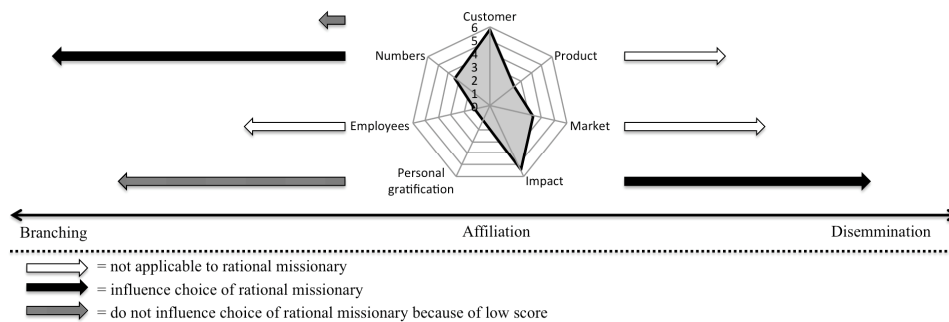 Customer
6
5
4
3
2
1
0
Numbers
Product
Employees
Market
Personal
gratification
Impact
Branching
Affiliation
Disemmination
= not applicable to rational missionary
= influence choice of rational missionary
= do not influence choice of rational missionary because of low score